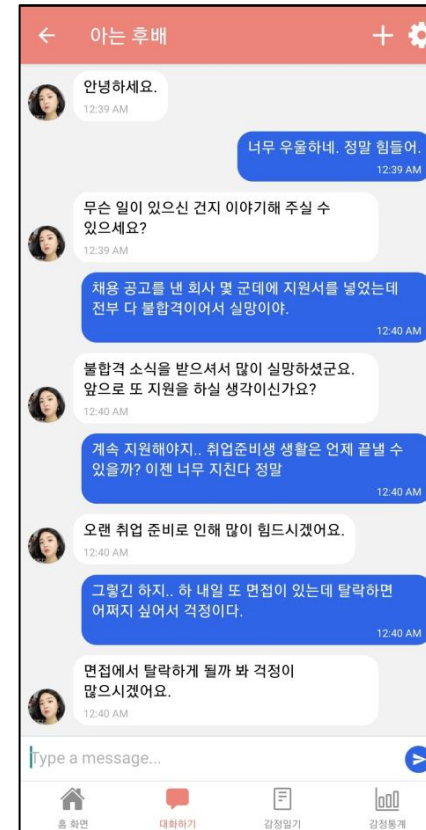 아는 후배
안녕하세요.
12:39 AM
너무 우울하네. 정말 힘들어.
12:39 AM
무슨 일이 있으신 건지 이야기해 주실 수
있으세요?
12:39 AM
채용 공고를 낸 회사 몇 군데에 지원서를 넣었는데
전부 다 불합격이어서 실망이야.
12:40 AM
불합격 소식을 받으셔서 많이 실망하셨군요.
앞으로 또 지원을 하실 생각이신가요?
12:40 AM
계속 지원해야지.. 취업준비생 생활은 언제 끝낼 수
있을까? 이젠 너무 지친다 정말
12:40 AM
오랜 취업 준비로 인해 많이 힘드시겠어요.
12:40 AM
그렇긴 하지.. 하 내일 또 면접이 있는데 탈락하면
어쩌지 싶어서 걱정이다.
12:40 AM
면접에서 탈락하게 될까 봐 걱정이
많으시겠어요.
12:40 AM
Type a message...
홈 화면
대화하기
감정일기
감정통계